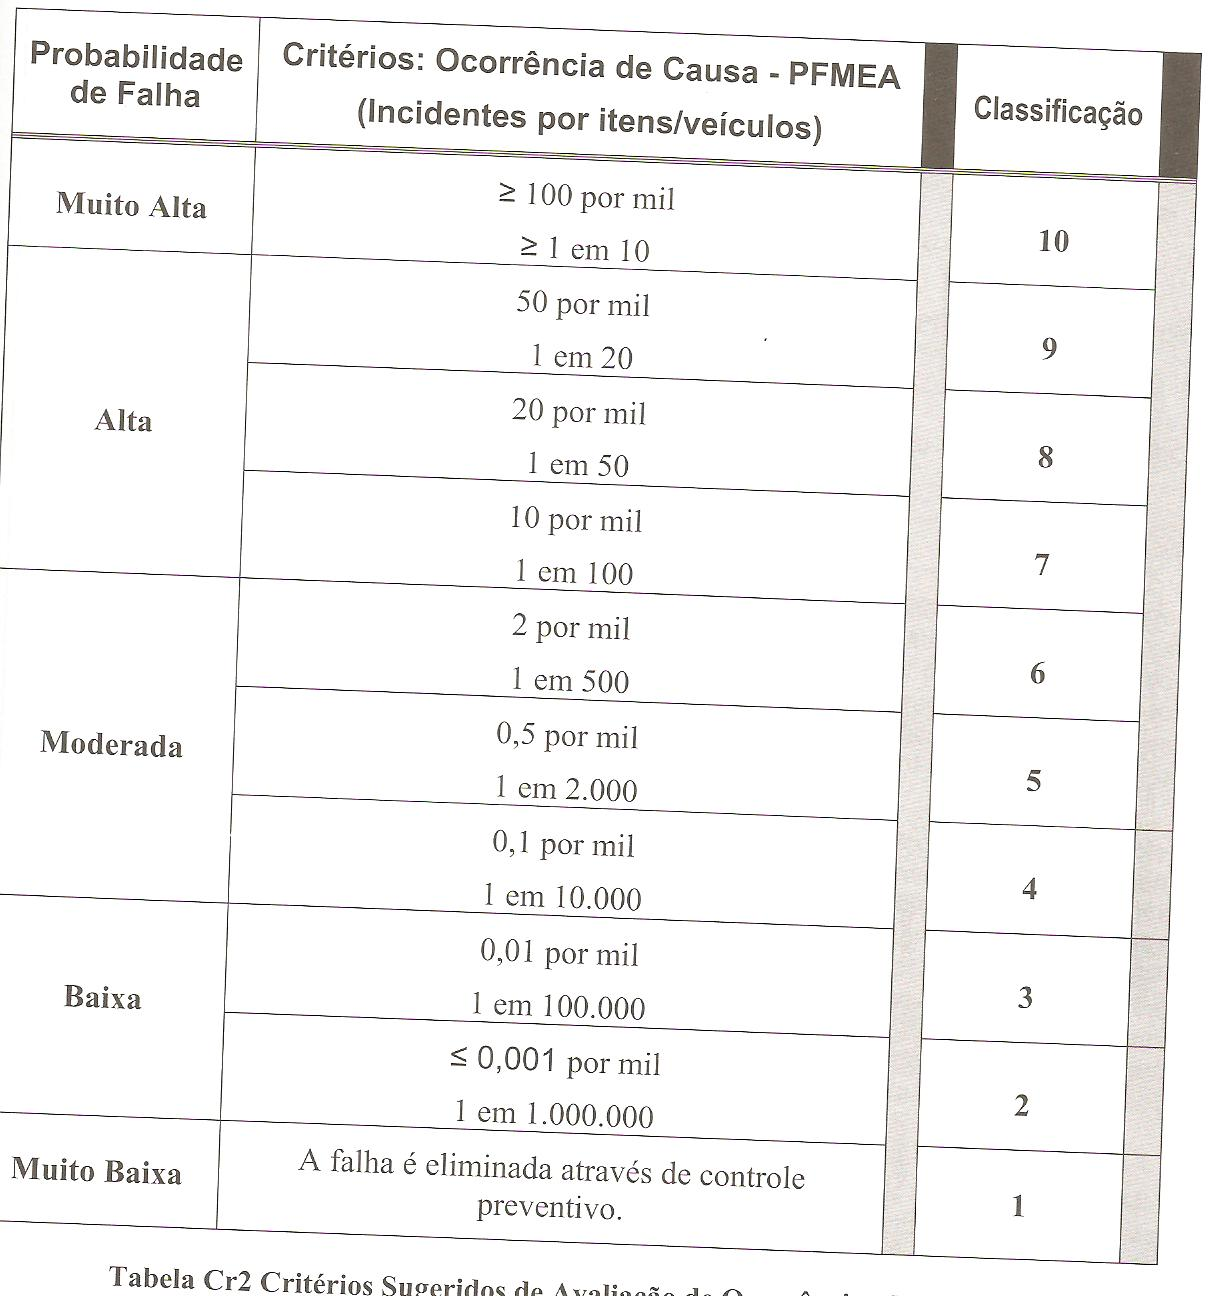 Probabilidade
de Falha
Critérios: Ocorrência de Causa - PFMEA
(Incidentes por itens/veículos)
Classificação
Muito Alta
≥ 100 por mil
≥ 1 em 10
10
Alta
50 por mil
1 em 20
9
20 por mil
1 em 50
8
10 por mil
1 em 100
7
Moderada
2 por mil
1 em 500
6
0,5 por mil
1 em 2.000
5
0,1 por mil
1 em 10.000
4
Baixa
0,01 por mil
1 em 100.000
3
≤ 0,001 por mil
1 em 1.000.000
2
Muito Baixa
A falha é eliminada através de controle
preventivo.
1
Tabela Cr2 Critérios Sugeridos de Avaliação de